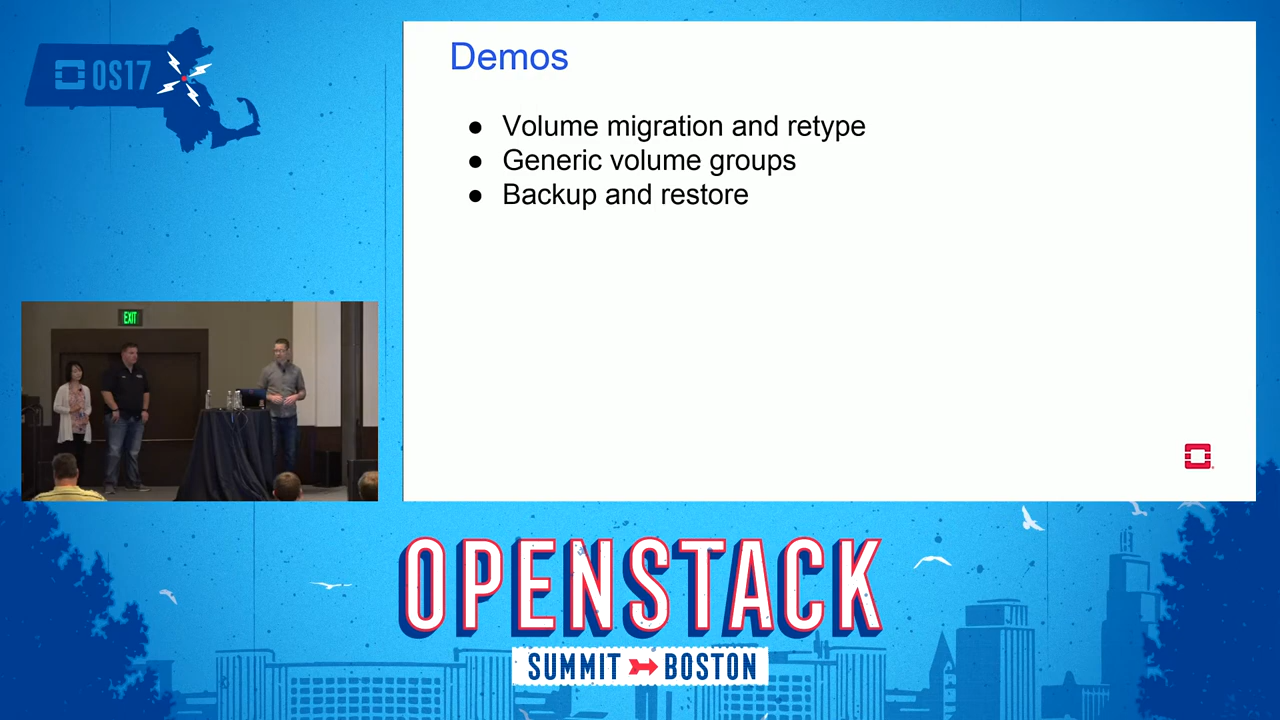 OS17
Demos
● Volume migration and retype
● Generic volume groups
● Backup and restore
EXIT
OPENSTACK
SUMMIT BOSTON